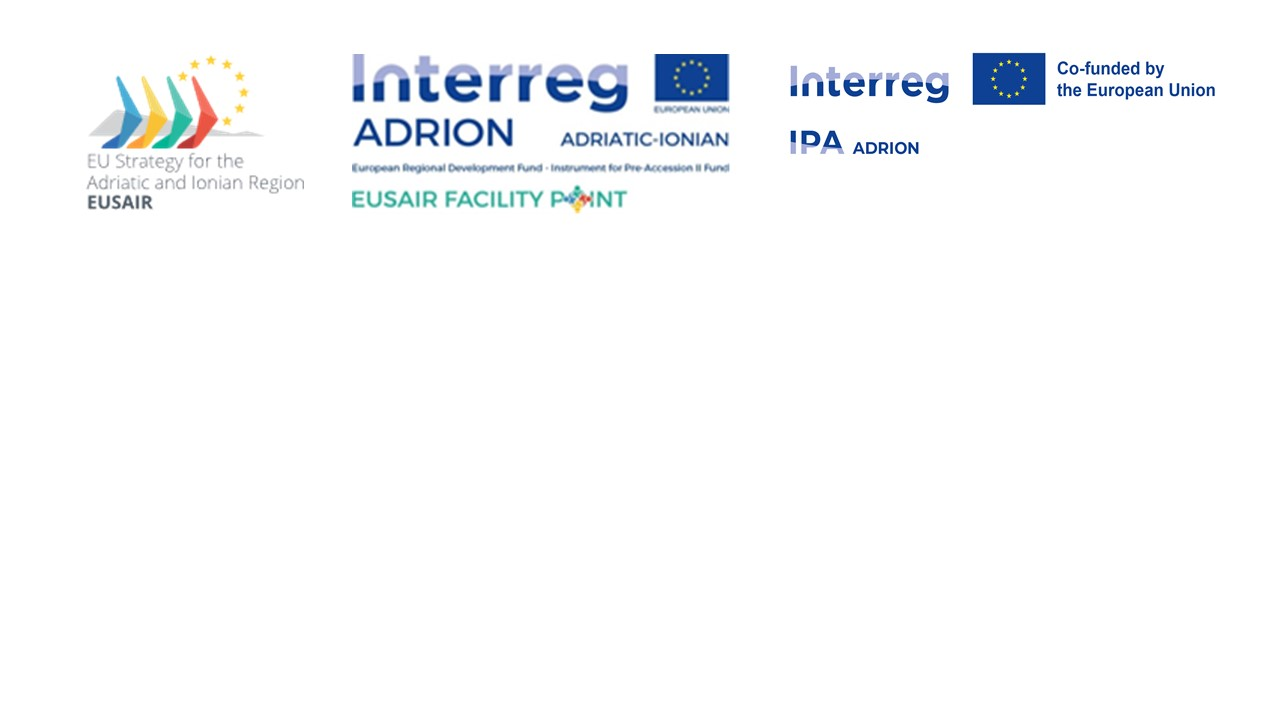 EU Strategy for the
Adriatic and Ionian Region
EUSAIR
Interreg
EUROPEAN UNION
ADRION ADRIATIC-IONIAN
European Regional Development Fund - Instrument for Pre-Accession II Fund
EUSAIR FACILITY POINT
Interreg
Co-funded by
the European Union
IPA ADRION